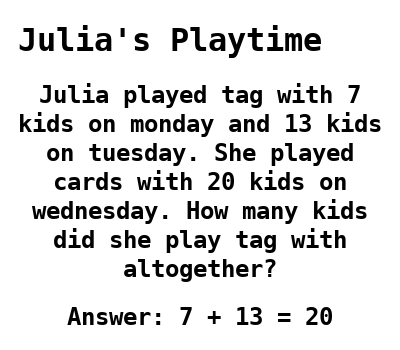 Julia's Playtime
Julia played tag with 7
kids on monday and 13 kids
on tuesday. She played
cards with 20 kids on
wednesday. How many kids
did she play tag with
altogether?
Answer: 7 + 13 = 20